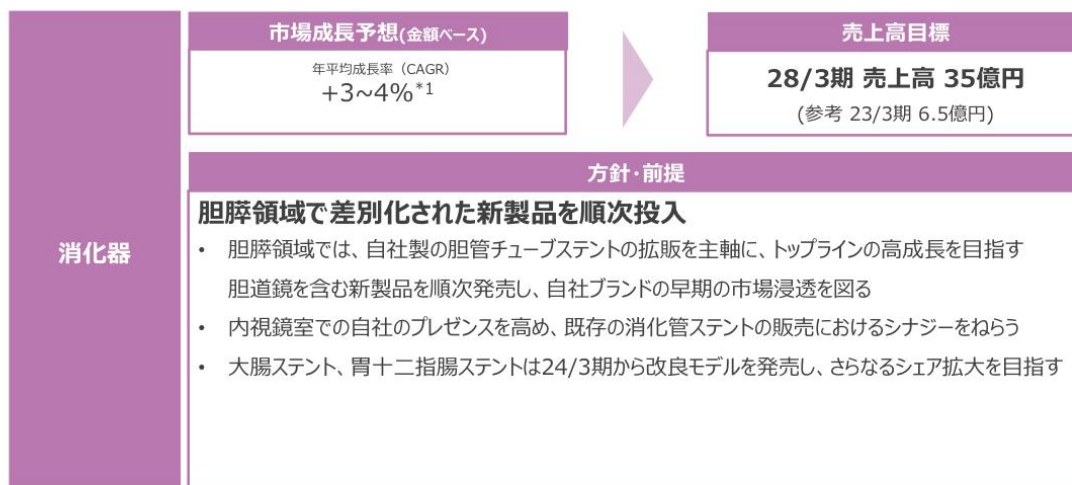 市場成長予想(金額ベース)
年平均成長率（CAGR）
+3~4%*1
売上高目標
28/3期 売上高 35億円
(参考 23/3期 6.5億円)
消化器
方針・前提
胆膵領域で差別化された新製品を順次投入
• 胆膵領域では、自社製の胆管チューブステントの拡販を主軸に、トップラインの高成長を目指す
胆道鏡を含む新製品を順次発売し、自社ブランドの早期の市場浸透を図る
• 内視鏡室での自社のプレゼンスを高め、既存の消化管ステントの販売におけるシナジーをねらう
• 大腸ステント、胃十二指腸ステントは24/3期から改良モデルを発売し、さらなるシェア拡大を目指す